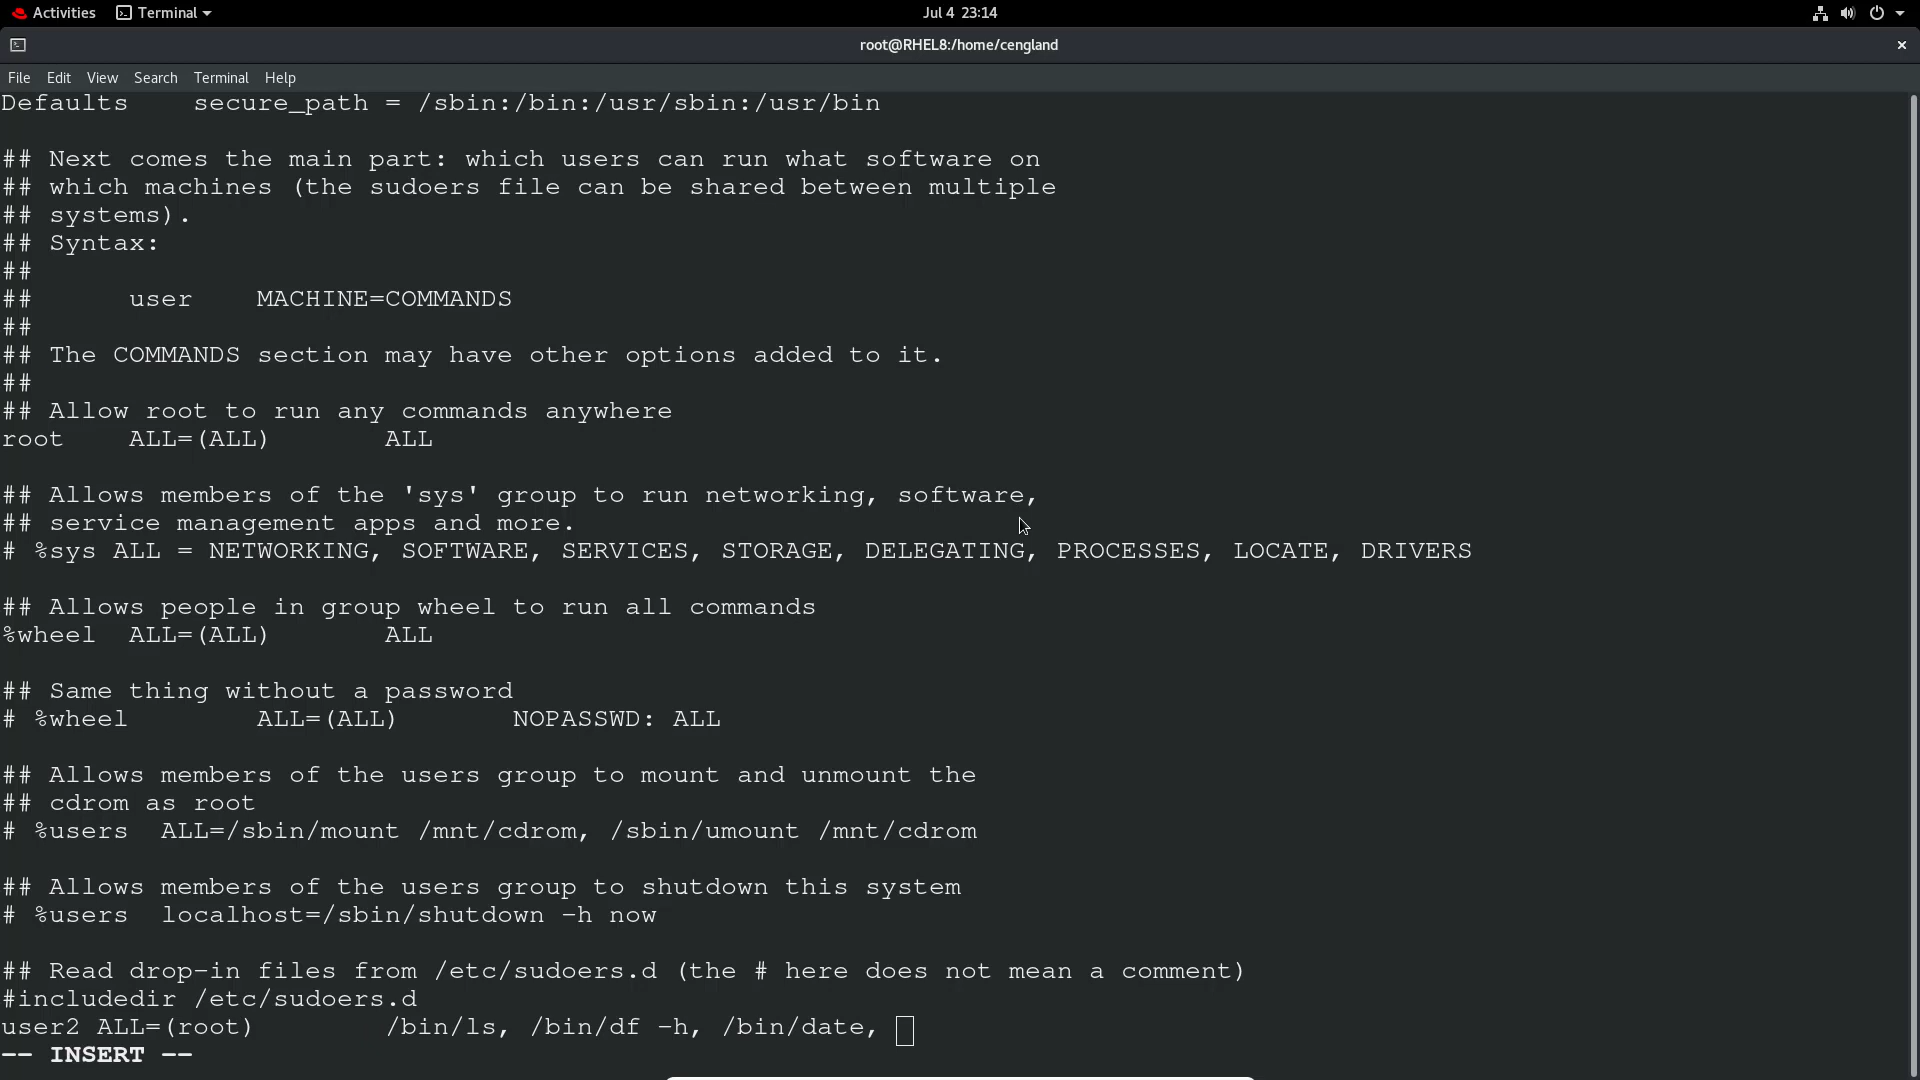 Activities Terminal Jul 4 23:14
root@RHEL8:/home/cengland
File Edit View Search Terminal Help
Defaults    secure_path = /sbin:/bin:/usr/sbin:/usr/bin
## Next comes the main part: which users can run what software on
## which machines (the sudoers file can be shared between multiple
## systems).
## Syntax:
##
##      user    MACHINE=COMMANDS
##
## The COMMANDS section may have other options added to it.
##
## Allow root to run any commands anywhere
root    ALL=(ALL)       ALL
## Allows members of the 'sys' group to run networking, software,
## service management apps and more.
# %sys ALL = NETWORKING, SOFTWARE, SERVICES, STORAGE, DELEGATING, PROCESSES, LOCATE, DRIVERS
## Allows people in group wheel to run all commands
%wheel  ALL=(ALL)       ALL
## Same thing without a password
# %wheel        ALL=(ALL)       NOPASSWD: ALL
## Allows members of the users group to mount and unmount the
## cdrom as root
# %users  ALL=/sbin/mount /mnt/cdrom, /sbin/umount /mnt/cdrom
## Allows members of the users group to shutdown this system
# %users  localhost=/sbin/shutdown -h now
## Read drop-in files from /etc/sudoers.d (the # here does not mean a comment)
#includedir /etc/sudoers.d
user2 ALL=(root)        /bin/ls, /bin/df -h, /bin/date,
-- INSERT --